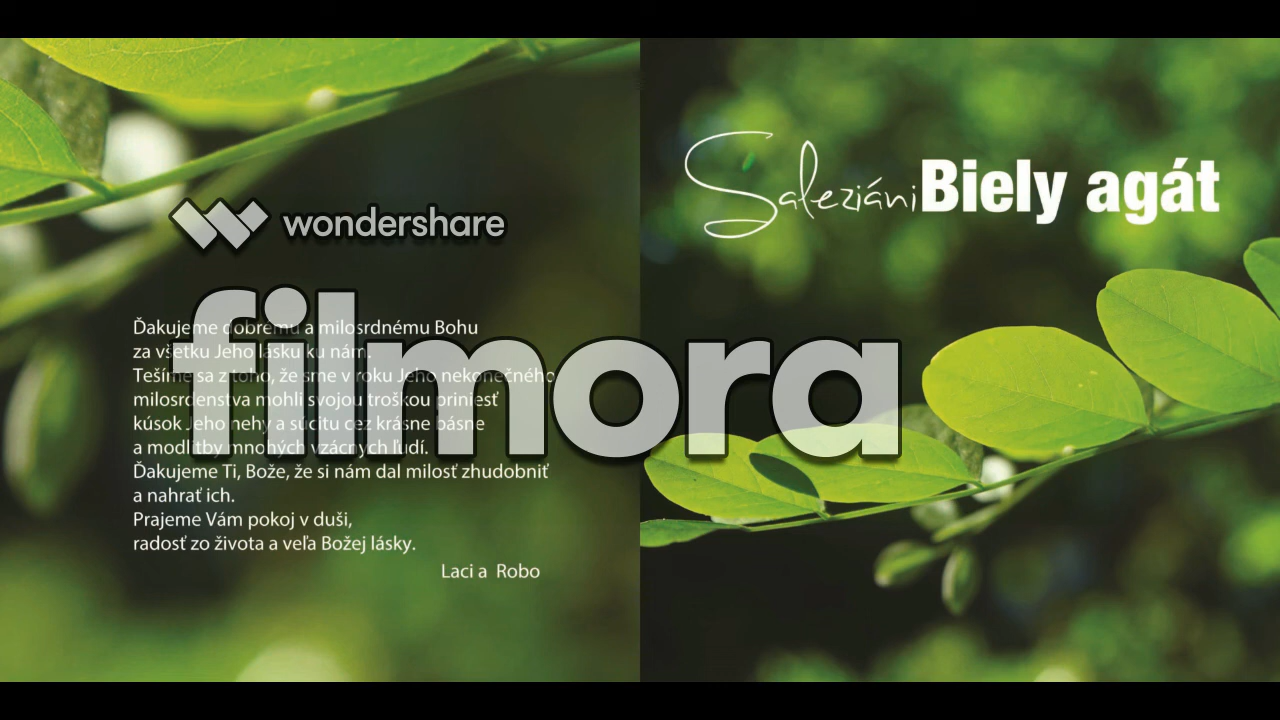 Saleziáni Biely agát
wondershare
filmora
Ďakujeme dobrému a milosrdnému Bohu
za všetku Jeho lásku ku nám.
Tešíme sa z toho, že sme v roku Jeho nekonečného
milosrdenstva mohli svojou troškou priniesť
kúsok Jeho nehy a súcitu cez krásne básne
a modlitby mnohých vzácnych ľudí.
Ďakujeme Ti, Bože, že si nám dal milosť zhudobniť
a nahrať ich.
Prajeme Vám pokoj v duši,
radosť zo života a veľa Božej lásky.
Laci a Robo